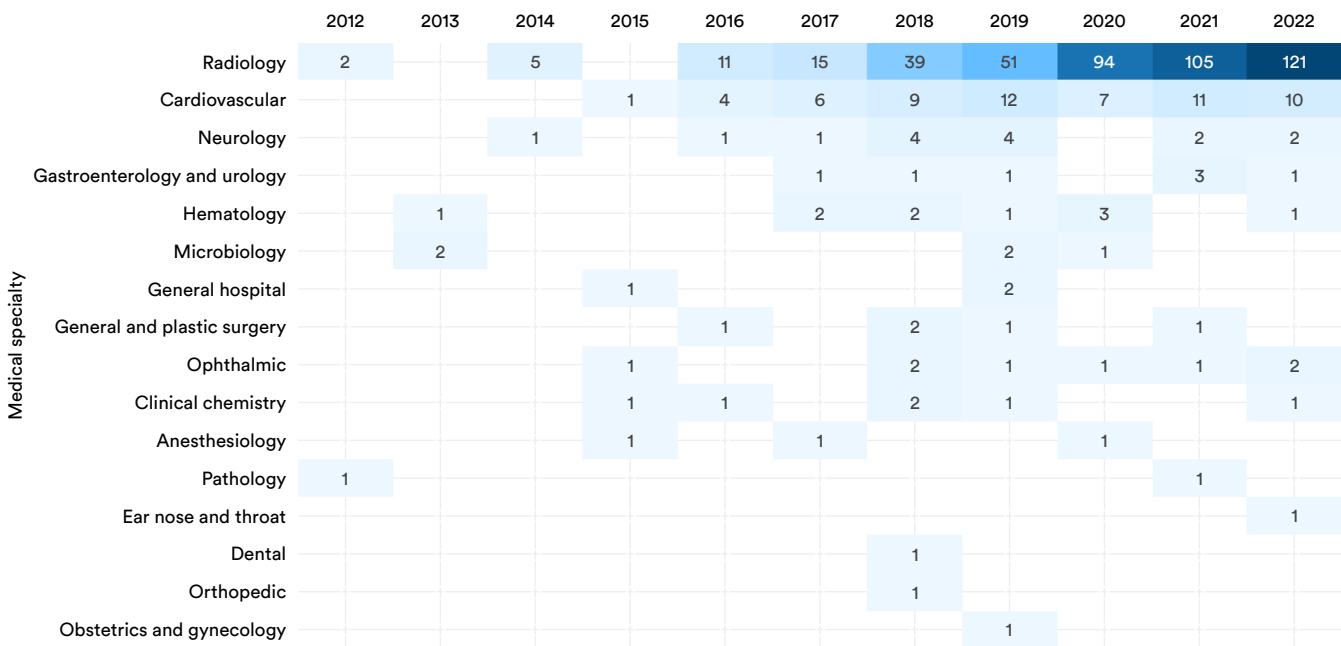 2012 2013 2014 2015 2016 2017 2018 2019 2020 2021 2022
Radiology 2 5 11 15 39 51 94 105 121
Cardiovascular 1 4 6 9 12 7 11 10
Neurology 1 1 1 4 4 2 2
Gastroenterology and urology 1 1 1 3 1
Hematology 1 2 2 1 3 1
Microbiology 2 2 1
General hospital 1 2
General and plastic surgery 1 2 1 1
Ophthalmic 1 2 1 1 1 2
Clinical chemistry 1 1 2 1 1
Anesthesiology 1 1 1
Pathology 1 1
Ear nose and throat 1
Dental 1
Orthopedic 1
Obstetrics and gynecology 1
Medical specialty